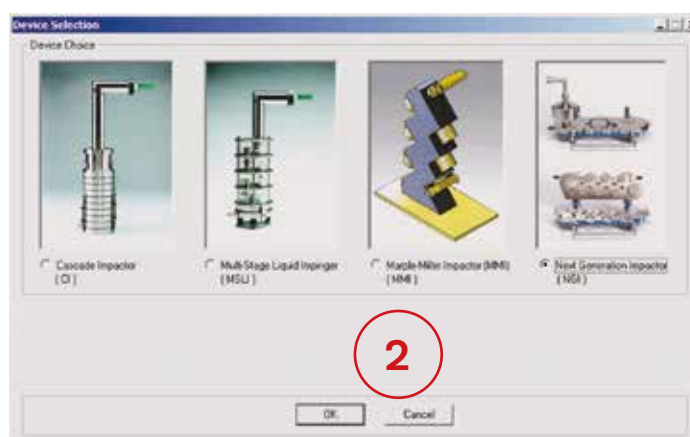 Device Selection
Device Choice
Cascade Impactor
( CI )
Multi-Stage Liquid Impinger
( MSLI )
Marple-Miller Impactor (MMI)
( MMI )
Next Generation Impactor
( NGI )
2
OK
Cancel